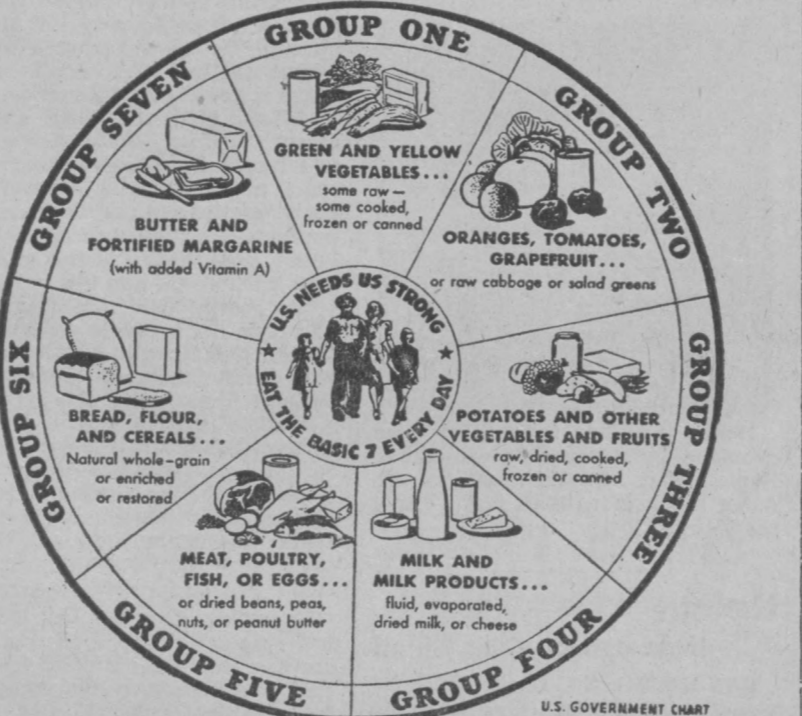 GROUP ONE
GREEN AND YELLOW
VEGETABLES...
some raw —
some cooked,
frozen or canned
GROUP TWO
ORANGES, TOMATOES,
GRAPEFRUIT...
or raw cabbage or salad greens
GROUP THREE
POTATOES AND OTHER
VEGETABLES AND FRUITS
raw, dried, cooked,
frozen or canned
GROUP FOUR
MILK AND
MILK PRODUCTS...
fluid, evaporated,
dried milk, or cheese
GROUP FIVE
MEAT, POULTRY,
FISH, OR EGGS...
or dried beans, peas,
nuts, or peanut butter
GROUP SIX
BREAD, FLOUR,
AND CEREALS...
Natural whole-grain
or enriched
or restored
GROUP SEVEN
BUTTER AND
FORTIFIED MARGARINE
(with added Vitamin A)
U.S. NEEDS US STRONG
EAT THE BASIC 7 EVERY DAY
U.S. GOVERNMENT CHART